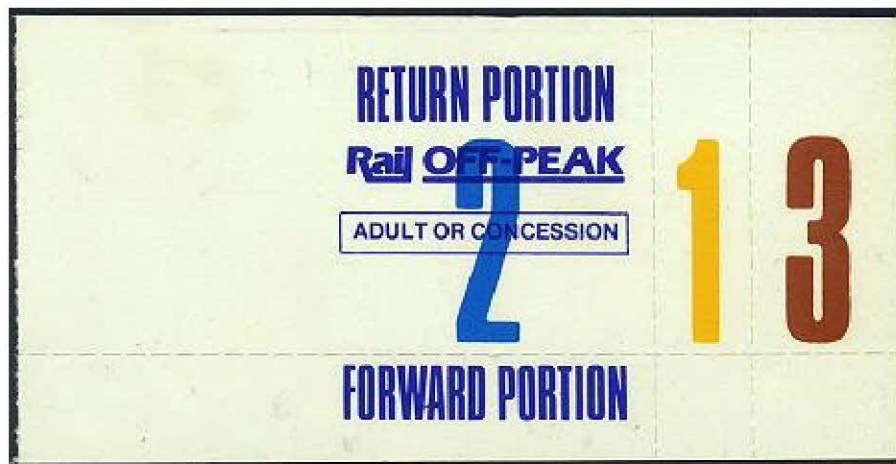 RETURN PORTION
Rail OFF-PEAK
ADULT OR CONCESSION
2 1 3
FORWARD PORTION